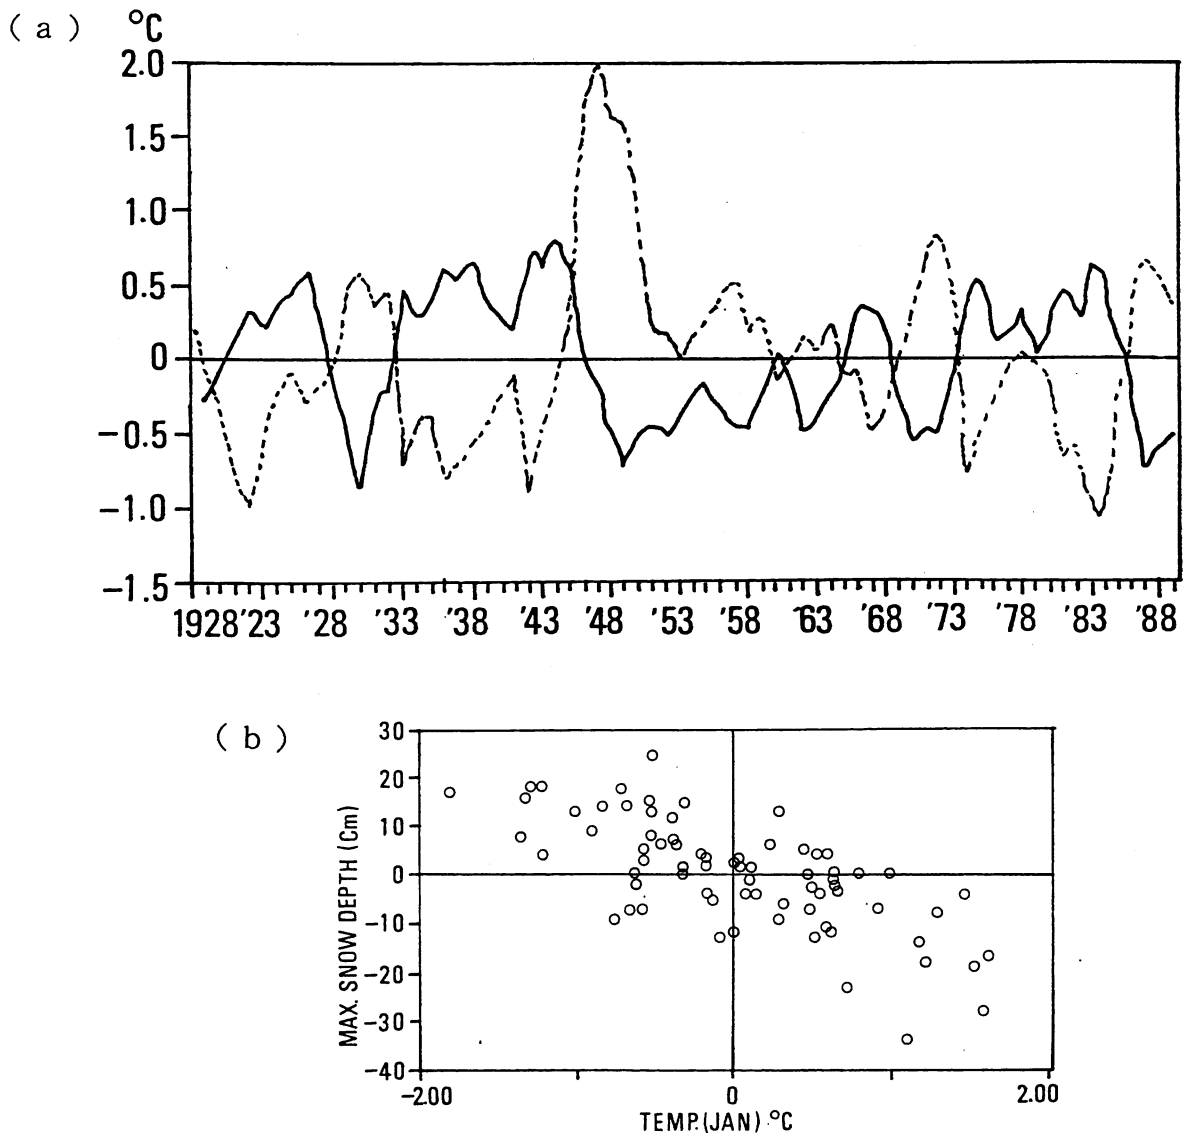 ( a ) °C
2.0
1.5
1.0
0.5
0
−0.5
−1.0
−1.5
1928 '23 '28 '33 '38 '43 '48 '53 '58 '63 '68 '73 '78 '83 '88
( b )
30
20
10
0
−10
−20
−30
−40
MAX. SNOW DEPTH (Cm)
−2.00 0 2.00
TEMP.(JAN) °C